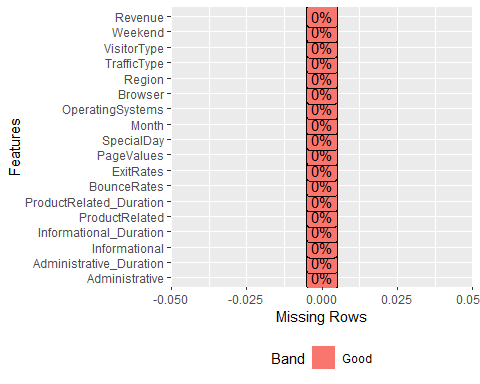 Features
Revenue 0%
Weekend 0%
VisitorType 0%
TrafficType 0%
Region 0%
Browser 0%
OperatingSystems 0%
Month 0%
SpecialDay 0%
PageValues 0%
ExitRates 0%
BounceRates 0%
ProductRelated_Duration 0%
ProductRelated 0%
Informational_Duration 0%
Informational 0%
Administrative_Duration 0%
Administrative 0%
-0.050 -0.025 0.000 0.025 0.05
Missing Rows
Band Good